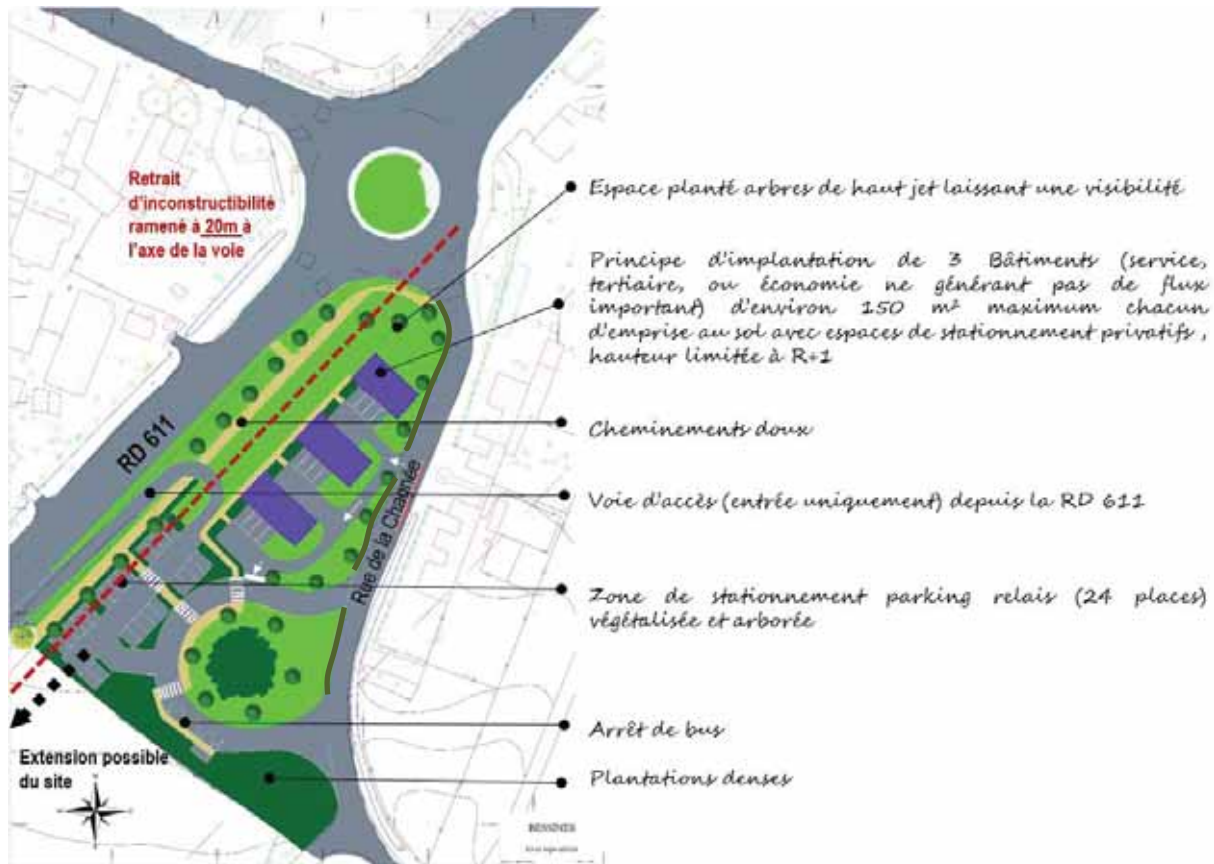 Retrait
d'inconstructibilité
ramené à 20m à
l'axe de la voie
RD 611
Rue de la Chagnée
Extension possible
du site
Espace planté arbres de haut jet laissant une visibilité
Principe d'implantation de 3 Bâtiments (service,
tertiaire, ou économie ne générant pas de flux
important) d'environ 150 m² maximum chacun
d'emprise au sol avec espaces de stationnement privatifs ,
hauteur limitée à R+1
Cheminements doux
Voie d'accès (entrée uniquement) depuis la RD 611
Zone de stationnement parking relais (24 places)
végétalisée et arborée
Arrêt de bus
Plantations denses
BESSINES